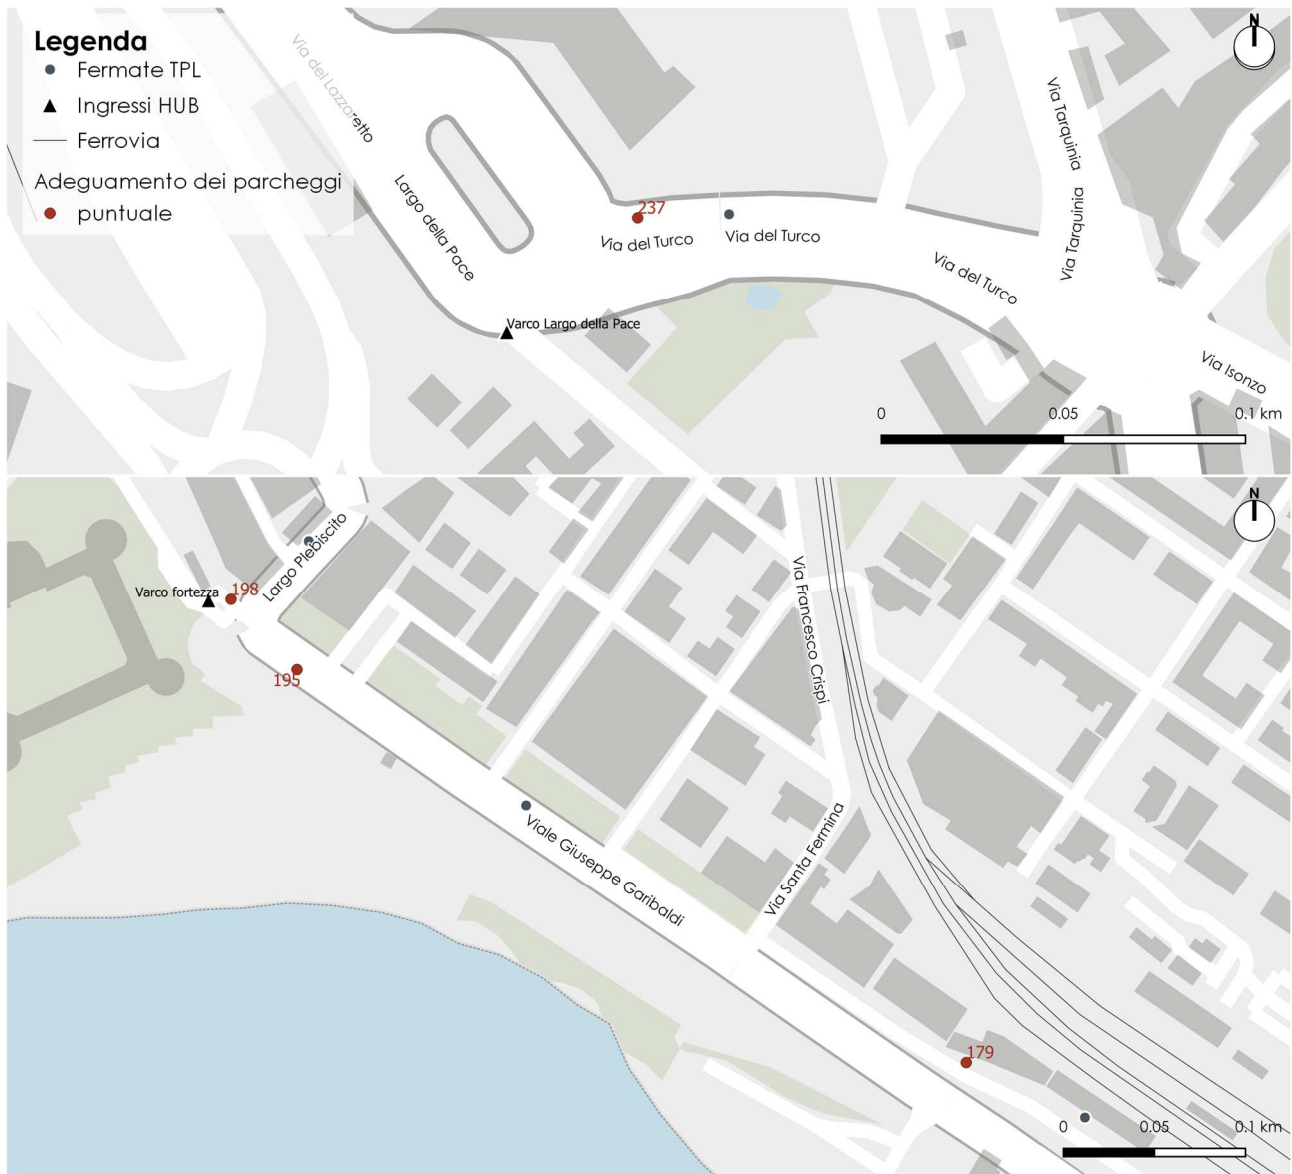 Legenda
Fermate TPL
Ingressi HUB
Ferrovia
Adeguamento dei parcheggi
puntuale
N
Via del Lazzaretto
Largo della Pace
237
Via del Turco
Via del Turco
Via del Turco
Via Tarquinia
Via Tarquinia
Via Isonzo
Varco Largo della Pace
0 0.05 0.1 km
N
Largo Plebiscito
Varco fortezza
198
195
Via Francesco Crispi
Viale Giuseppe Garibaldi
Via Santa Fermina
179
0 0.05 0.1 km